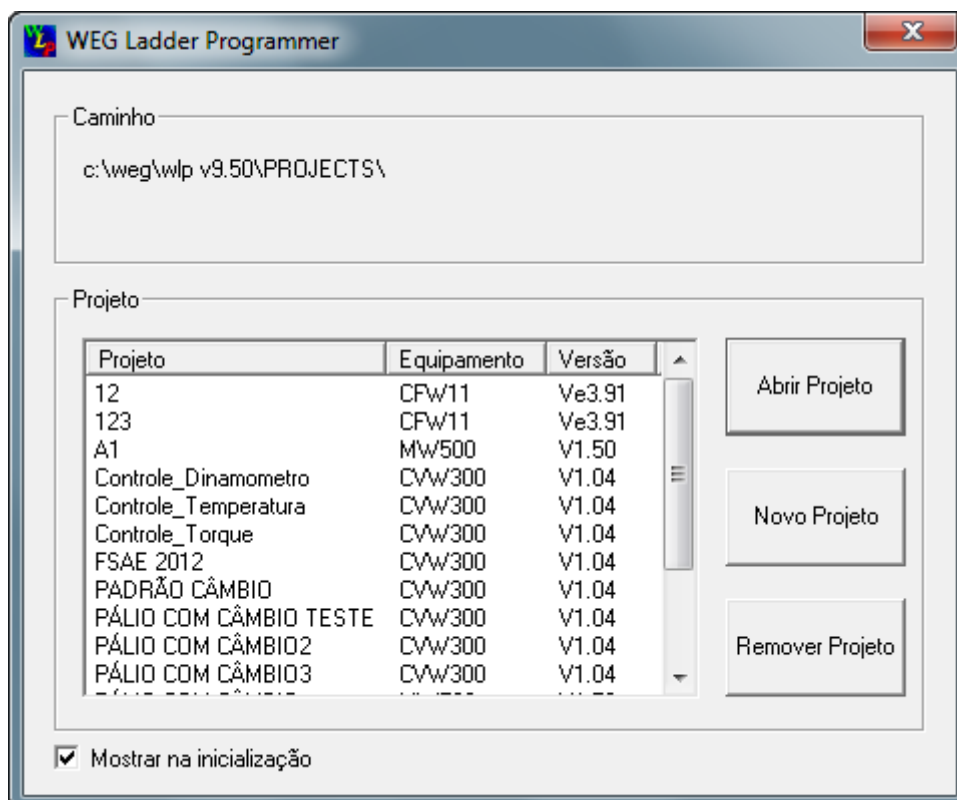 WEG Ladder Programmer
Caminho
c:\weg\wlp v9.50\PROJECTS\
Projeto
Projeto Equipamento Versão
12 CFW11 Ve3.91
123 CFW11 Ve3.91
A1 MW500 V1.50
Controle_Dinamometro CVW300 V1.04
Controle_Temperatura CVW300 V1.04
Controle_Torque CVW300 V1.04
FSAE 2012 CVW300 V1.04
PADRÃO CÂMBIO CVW300 V1.04
PÁLIO COM CÂMBIO TESTE CVW300 V1.04
PÁLIO COM CÂMBIO2 CVW300 V1.04
PÁLIO COM CÂMBIO3 CVW300 V1.04
Abrir Projeto
Novo Projeto
Remover Projeto
Mostrar na inicialização